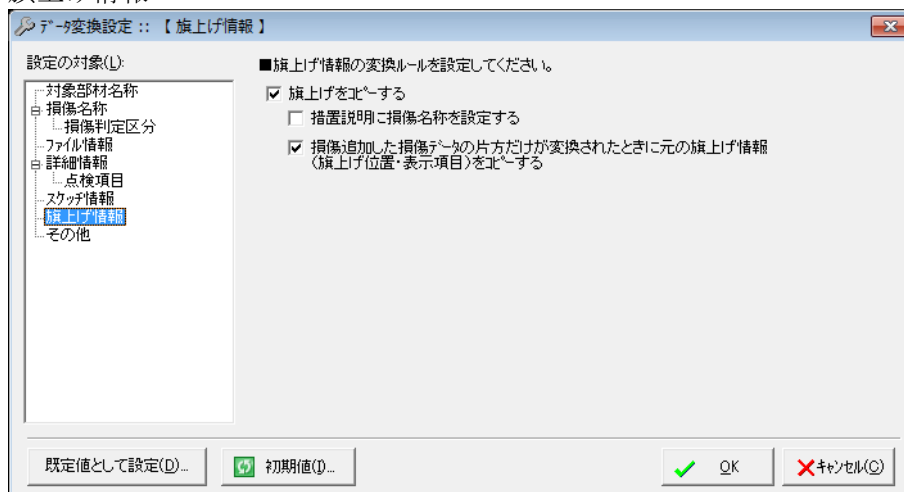 データ変換設定 :: 【 旗上げ情報 】
設定の対象(L):
対象部材名称
損傷名称
損傷判定区分
ファイル情報
詳細情報
点検項目
スケッチ情報
旗上げ情報
その他
■旗上げ情報の変換ルールを設定してください。
旗上げをコピーする
措置説明に損傷名称を設定する
損傷追加した損傷データの片方だけが変換されたときに元の旗上げ情報
(旗上げ位置・表示項目)をコピーする
既定値として設定(D)...
初期値(I)...
OK
キャンセル(C)